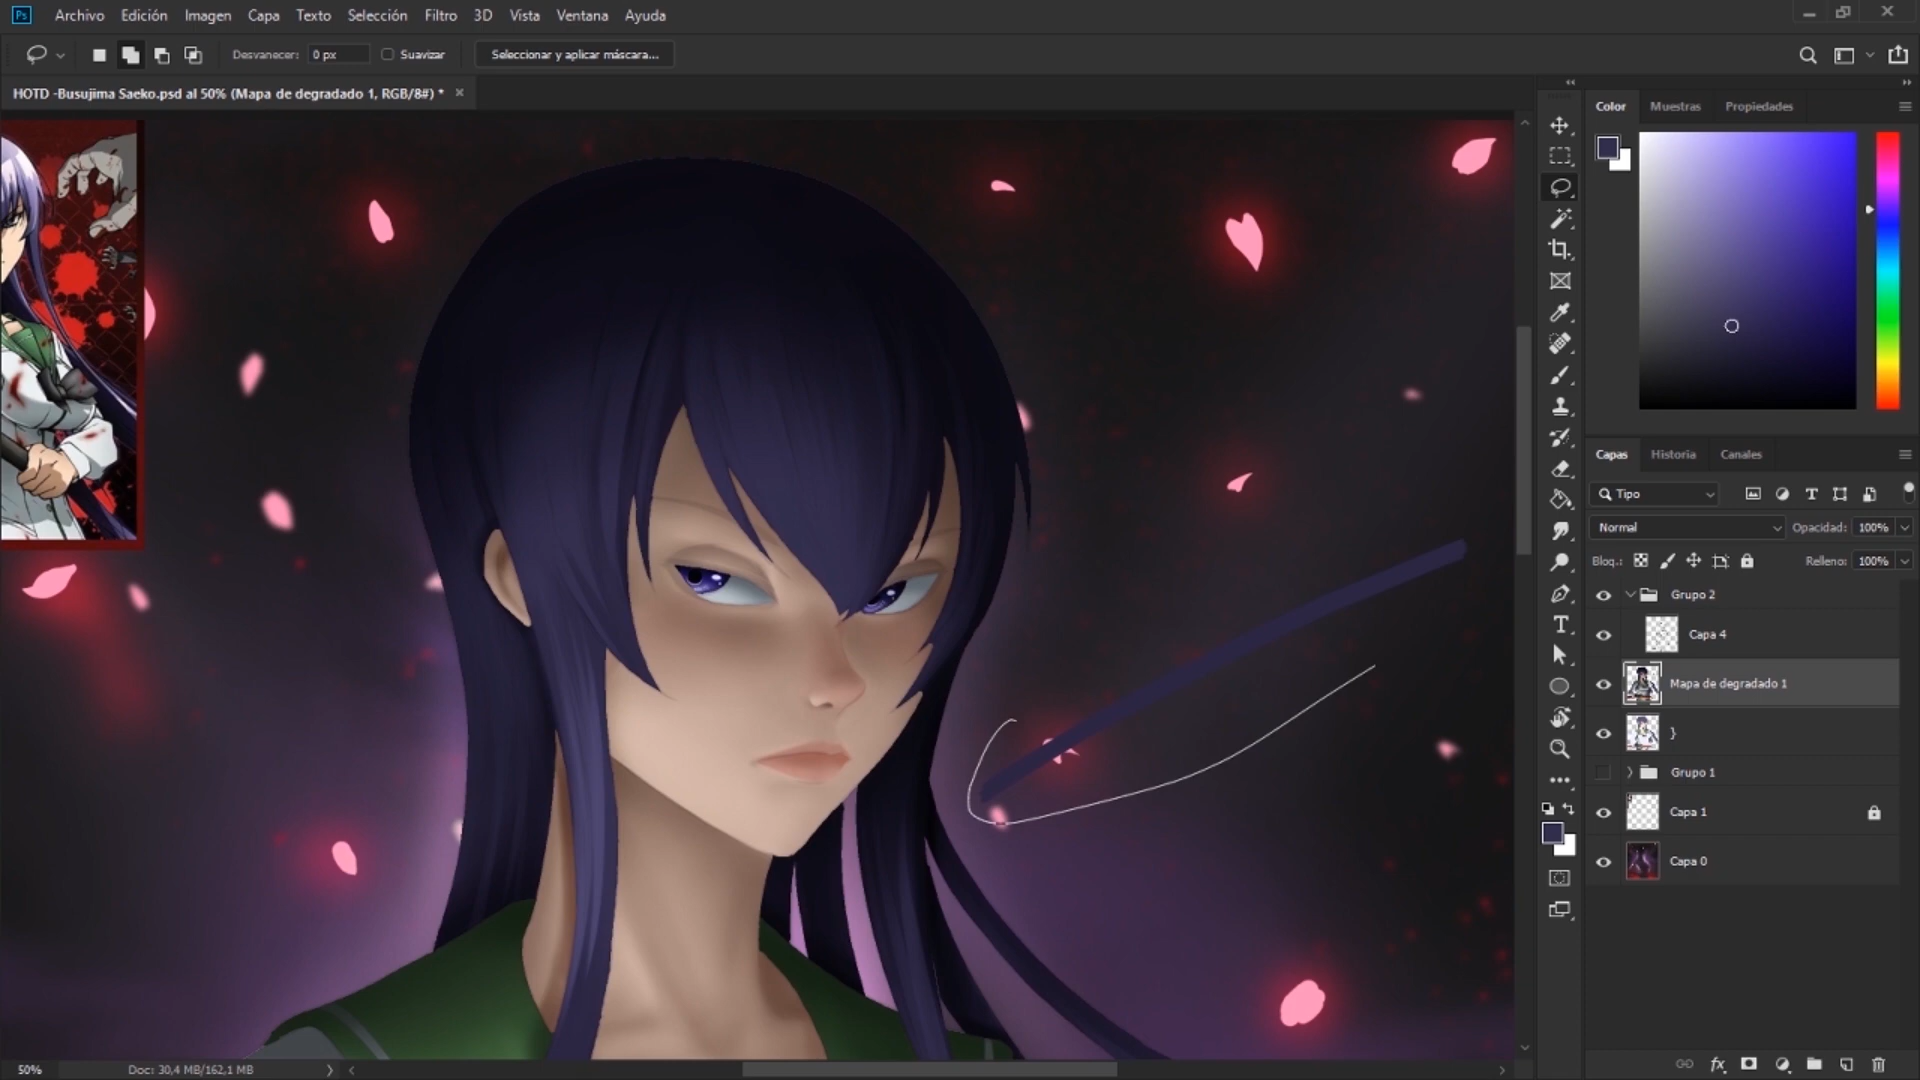 Ps Archivo Edición Imagen Capa Texto Selección Filtro 3D Vista Ventana Ayuda
Desvanecer: 0 px Suavizar Seleccionar y aplicar máscara...
HOTD -Busujima Saeko.psd al 50% (Mapa de degradado 1, RGB/8#) *
Color Muestras Propiedades
Capas Historia Canales
Tipo
Normal Opacidad: 100%
Bloq.: Relleno: 100%
Grupo 2
Capa 4
Mapa de degradado 1
}
Grupo 1
Capa 1
Capa 0
50% Doc: 30,4 MB/162,1 MB